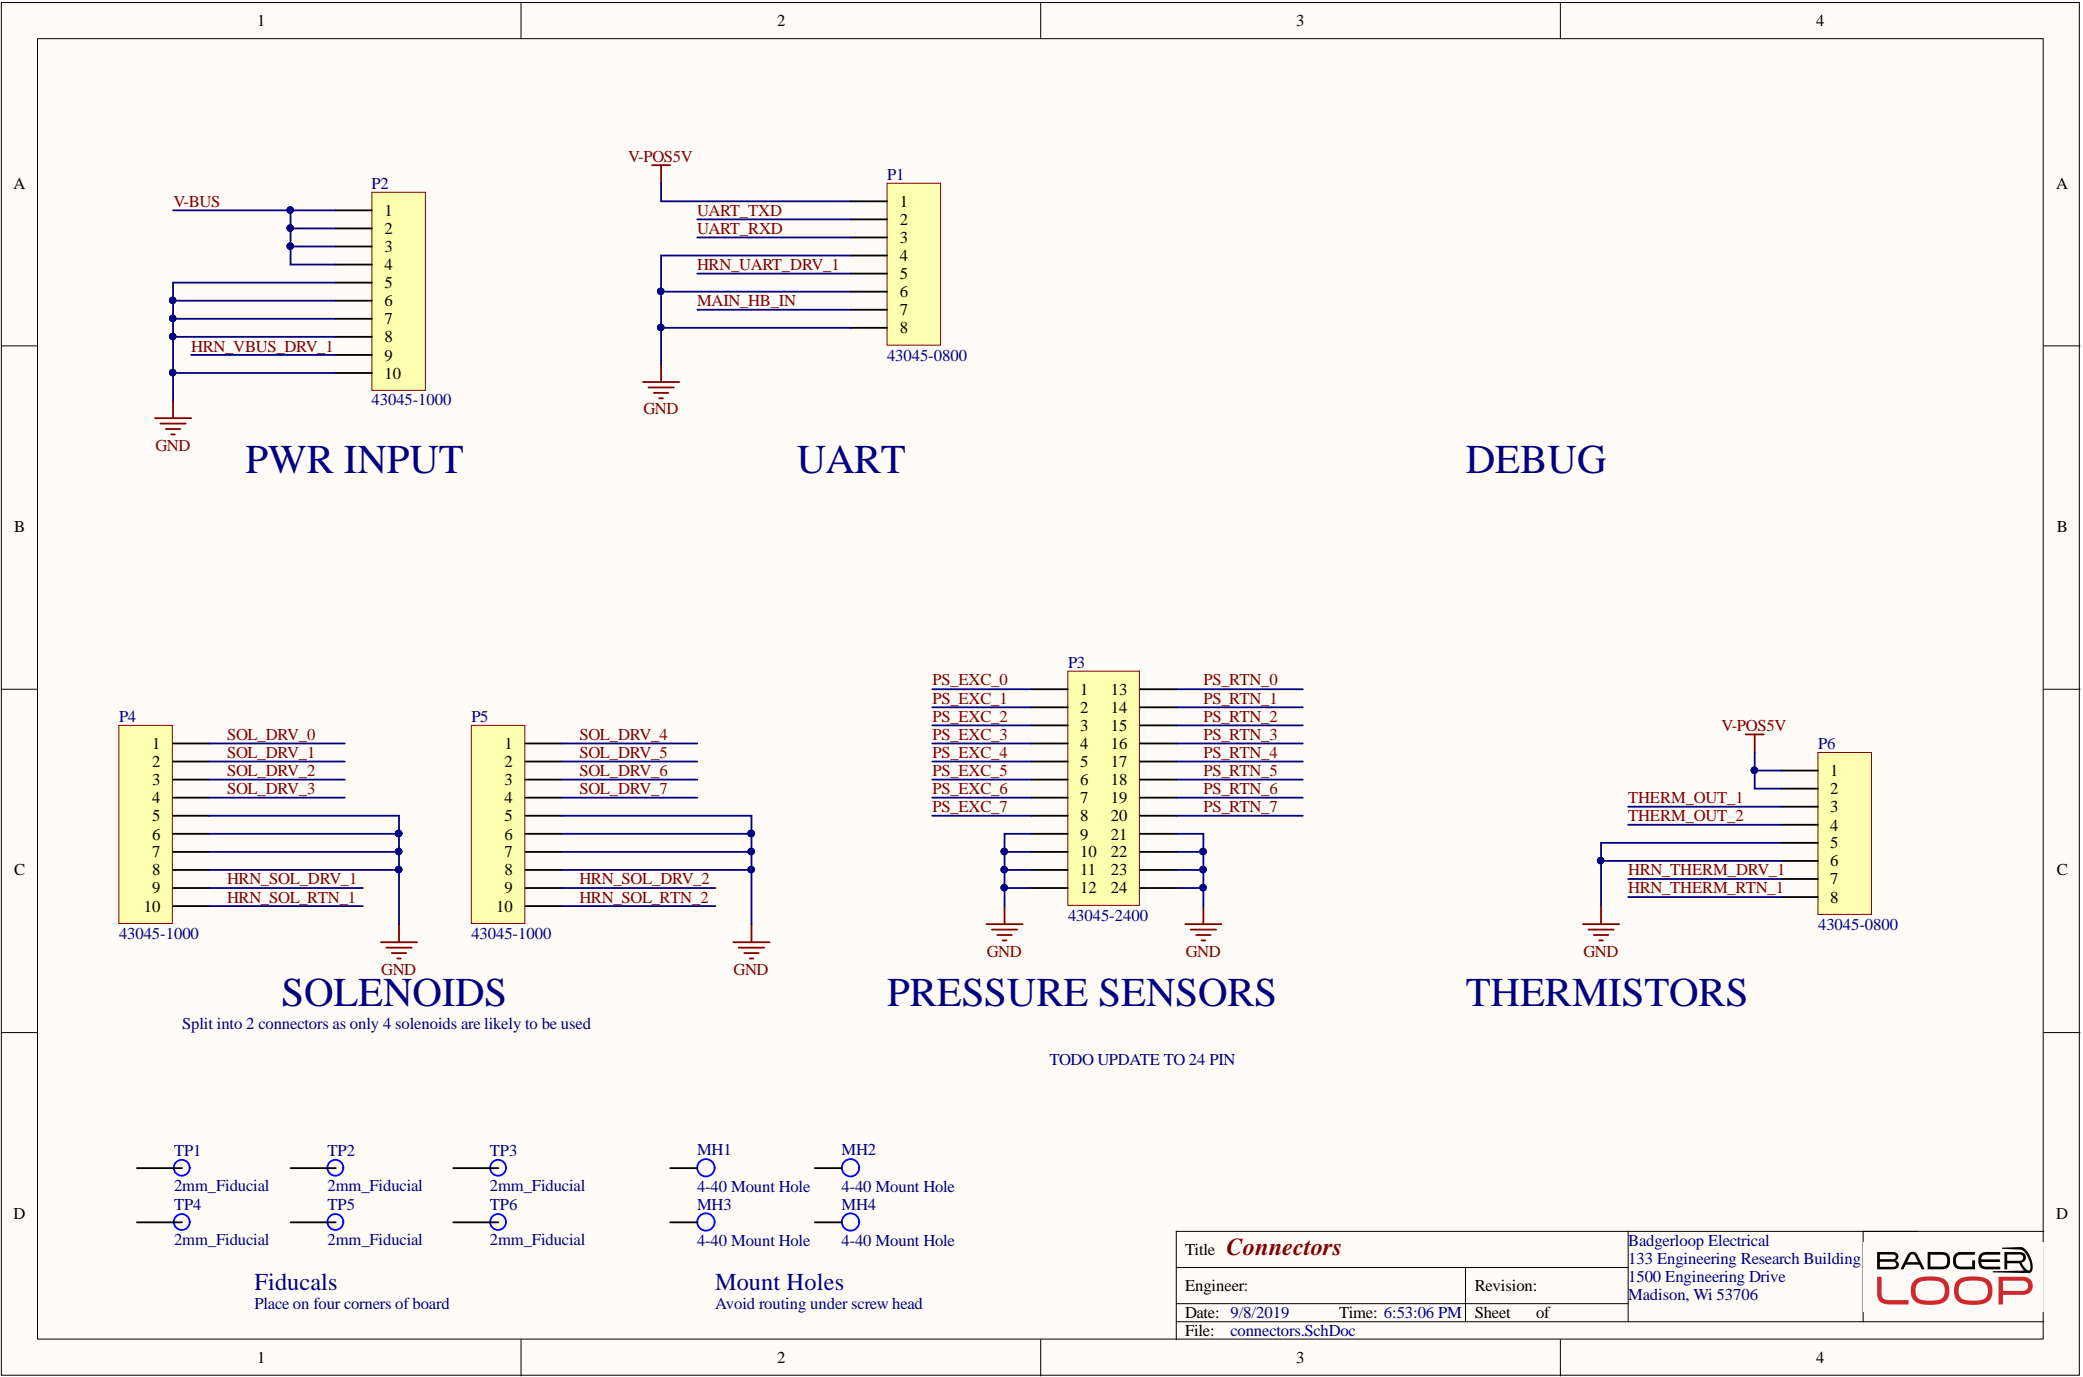 1 2 3 4
A A
B B
C C
D D
1 2 3 4
P2
V-BUS
1
2
3
4
5
6
7
8
HRN_VBUS_DRV_1
9
10
43045-1000
GND
PWR INPUT
V-POS5V
P1
1
UART_TXD
2
UART_RXD
3
4
HRN_UART_DRV_1
5
6
MAIN_HB_IN
7
8
43045-0800
GND
UART
DEBUG
P4
1 SOL_DRV_0
2 SOL_DRV_1
3 SOL_DRV_2
4 SOL_DRV_3
5
6
7
8
9 HRN_SOL_DRV_1
10 HRN_SOL_RTN_1
43045-1000
GND
P5
1 SOL_DRV_4
2 SOL_DRV_5
3 SOL_DRV_6
4 SOL_DRV_7
5
6
7
8
9 HRN_SOL_DRV_2
10 HRN_SOL_RTN_2
43045-1000
GND
SOLENOIDS
Split into 2 connectors as only 4 solenoids are likely to be used
P3
PS_EXC_0 1 13 PS_RTN_0
PS_EXC_1 2 14 PS_RTN_1
PS_EXC_2 3 15 PS_RTN_2
PS_EXC_3 4 16 PS_RTN_3
PS_EXC_4 5 17 PS_RTN_4
PS_EXC_5 6 18 PS_RTN_5
PS_EXC_6 7 19 PS_RTN_6
PS_EXC_7 8 20 PS_RTN_7
9 21
10 22
11 23
12 24
43045-2400
GND GND
PRESSURE SENSORS
TODO UPDATE TO 24 PIN
V-POS5V
P6
1
2
THERM_OUT_1 3
THERM_OUT_2 4
5
6
HRN_THERM_DRV_1 7
HRN_THERM_RTN_1 8
43045-0800
GND
THERMISTORS
TP1 TP2 TP3
2mm_Fiducial 2mm_Fiducial 2mm_Fiducial
TP4 TP5 TP6
2mm_Fiducial 2mm_Fiducial 2mm_Fiducial
Fiducals
Place on four corners of board
MH1 MH2
4-40 Mount Hole 4-40 Mount Hole
MH3 MH4
4-40 Mount Hole 4-40 Mount Hole
Mount Holes
Avoid routing under screw head
Title Connectors
Engineer: Revision:
Date: 9/8/2019 Time: 6:53:06 PM Sheet of
File: connectors.SchDoc
Badgerloop Electrical
133 Engineering Research Building
1500 Engineering Drive
Madison, Wi 53706
BADGER
LOOP